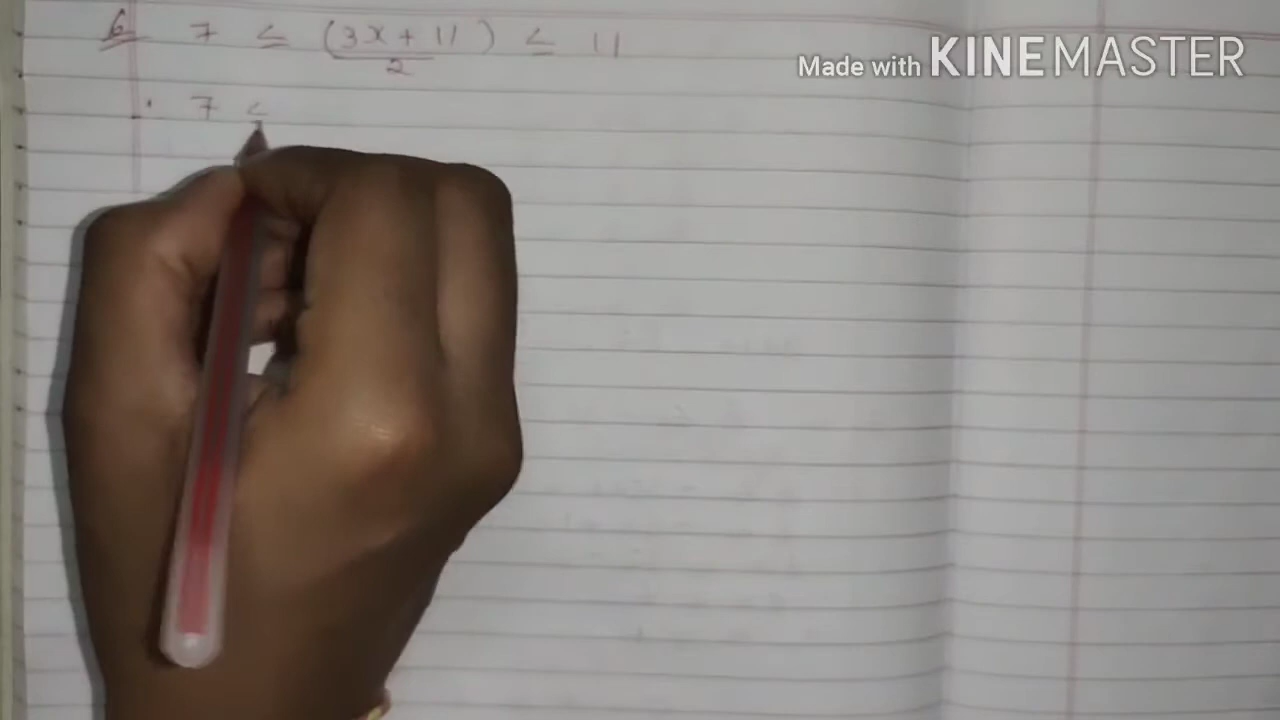 6 7 ≤ (3x + 11) / 2 ≤ 11
Made with KINEMASTER
7 ≤